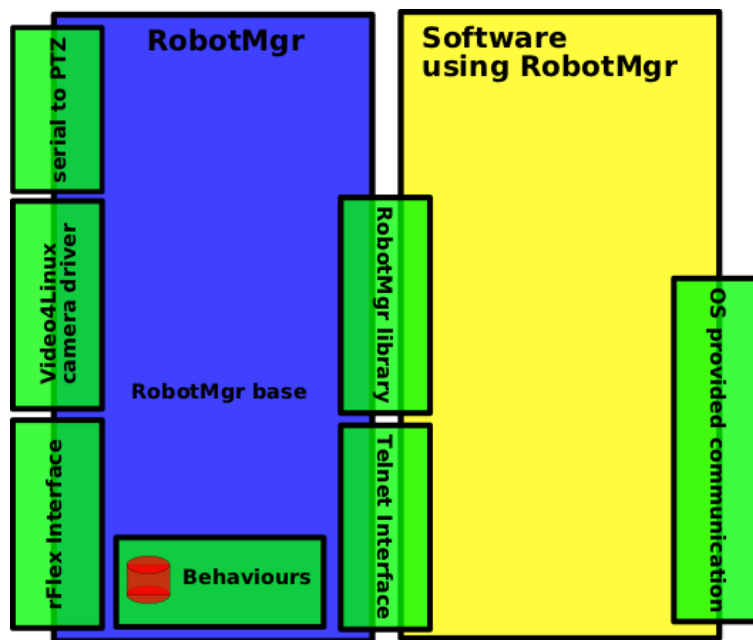 RobotMgr
Software
using RobotMgr
serial to PTZ
Video4Linux
camera driver
rFlex Interface
RobotMgr base
Behaviours
RobotMgr library
Telnet Interface
OS provided communication